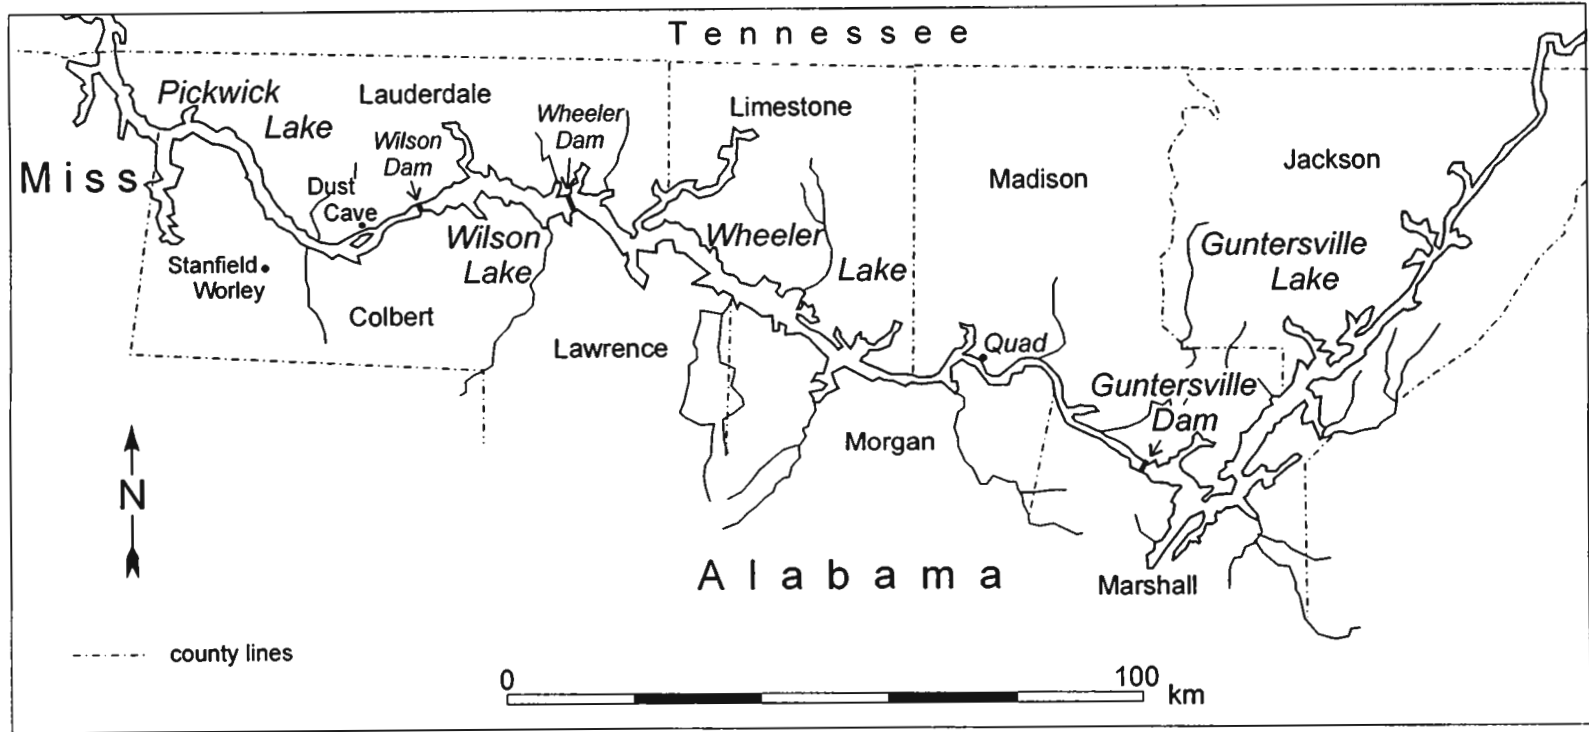 Tennessee
Pickwick
Lake
Lauderdale
Wheeler
Dam
Limestone
Wilson
Dam
Miss
Dust
Cave
Madison
Jackson
Wilson
Lake
Wheeler
Lake
Guntersville
Lake
Stanfield
Worley
Colbert
Lawrence
Quad
Guntersville
Dam
Morgan
N
Alabama
Marshall
county lines
0
100
km